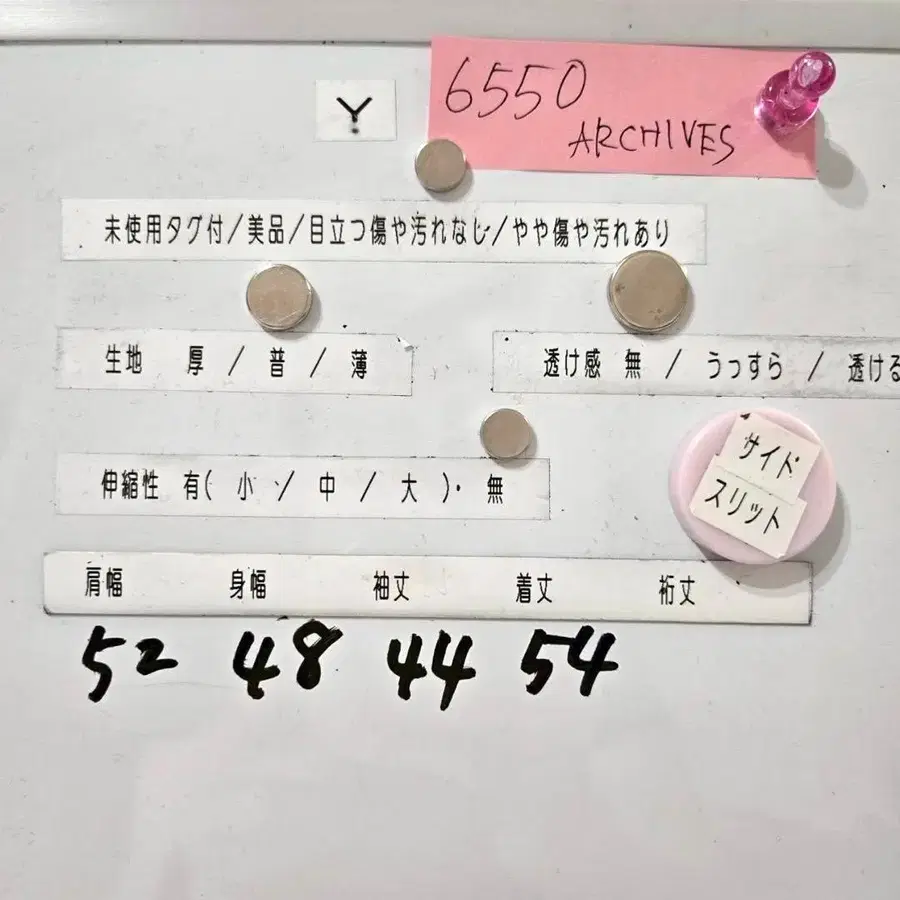 Y
6550
ARCHIVES
未使用タグ付/美品/目立つ傷や汚れなし/やや傷や汚れあり
生地 厚 / 普 / 薄
透け感 無 / うっすら / 透ける
伸縮性 有( 小 / 中 / 大 )・ 無
サイド
スリット
肩幅 身幅 袖丈 着丈 裄丈
52 48 44 54